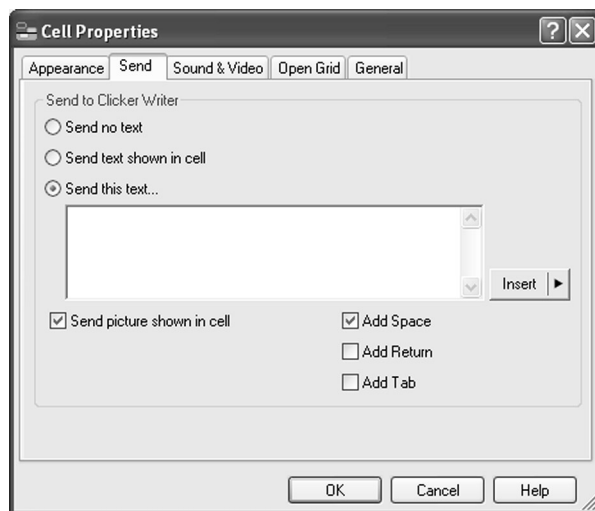 Cell Properties
Appearance Send Sound & Video Open Grid General
Send to Clicker Writer
Send no text
Send text shown in cell
Send this text...
Insert
Send picture shown in cell Add Space
Add Return
Add Tab
OK Cancel Help